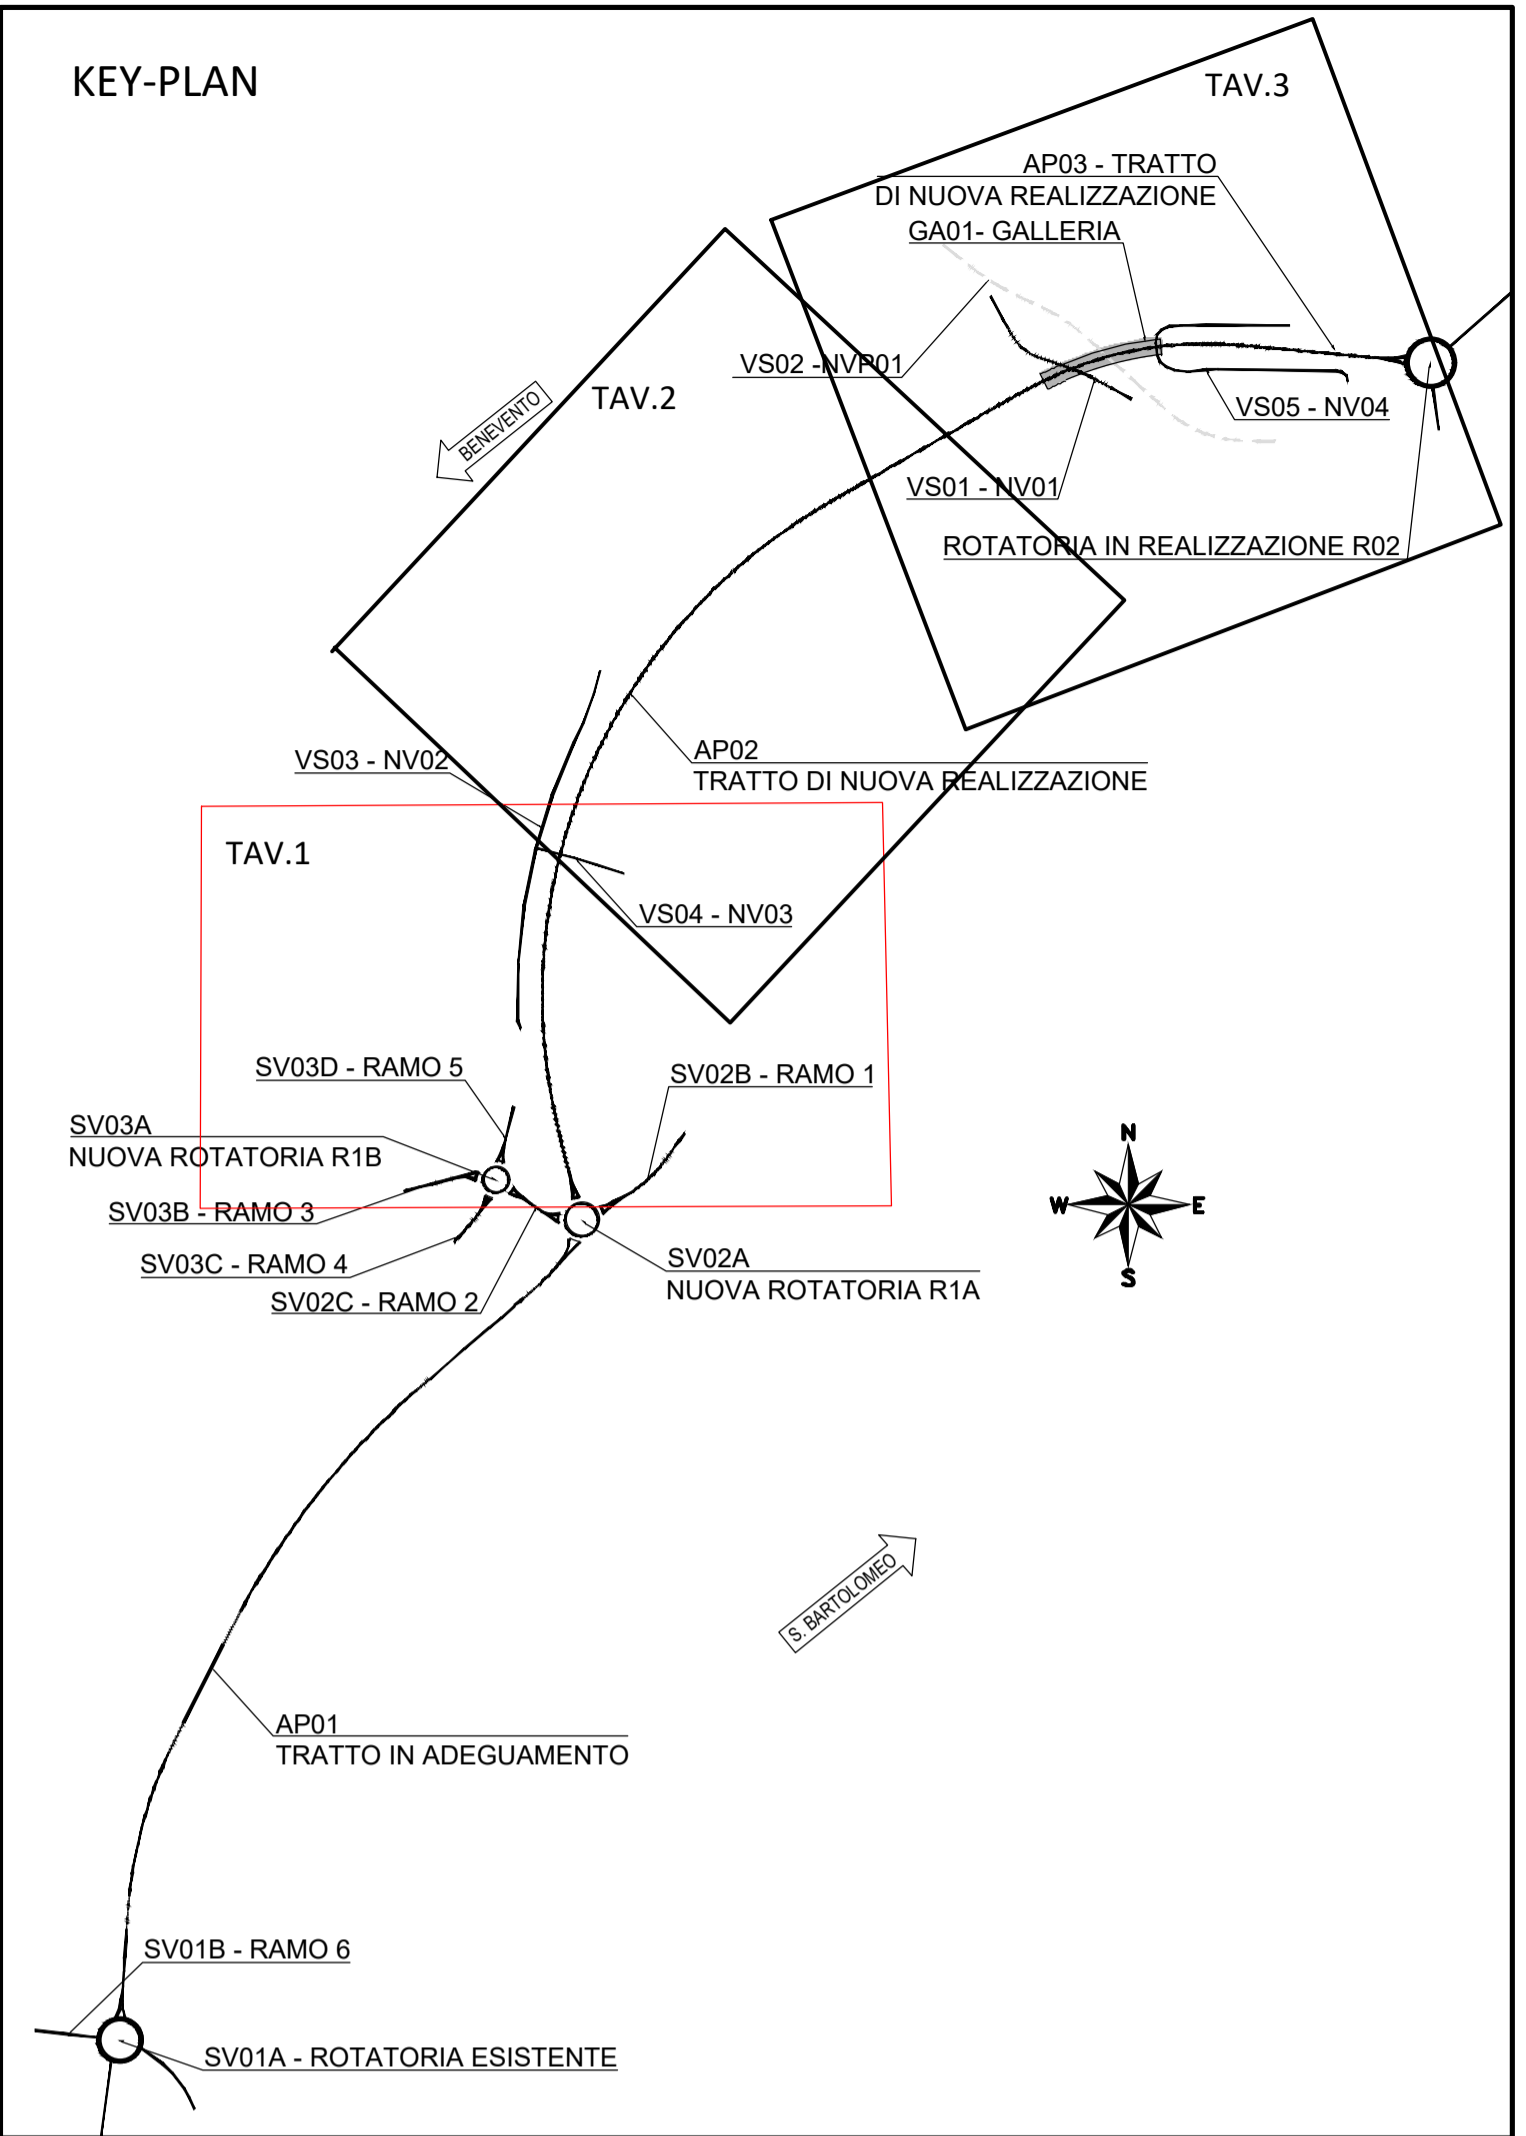 KEY-PLAN
TAV.3
AP03 - TRATTO
DI NUOVA REALIZZAZIONE
GA01- GALLERIA
VS02 -NVP01
TAV.2
BENEVENTO
VS05 - NV04
VS01 - NV01
ROTATORIA IN REALIZZAZIONE R02
AP02
TRATTO DI NUOVA REALIZZAZIONE
VS03 - NV02
TAV.1
VS04 - NV03
SV03D - RAMO 5
SV02B - RAMO 1
SV03A
NUOVA ROTATORIA R1B
SV03B - RAMO 3
SV03C - RAMO 4
SV02C - RAMO 2
SV02A
NUOVA ROTATORIA R1A
N
W
E
S
S. BARTOLOMEO
AP01
TRATTO IN ADEGUAMENTO
SV01B - RAMO 6
SV01A - ROTATORIA ESISTENTE